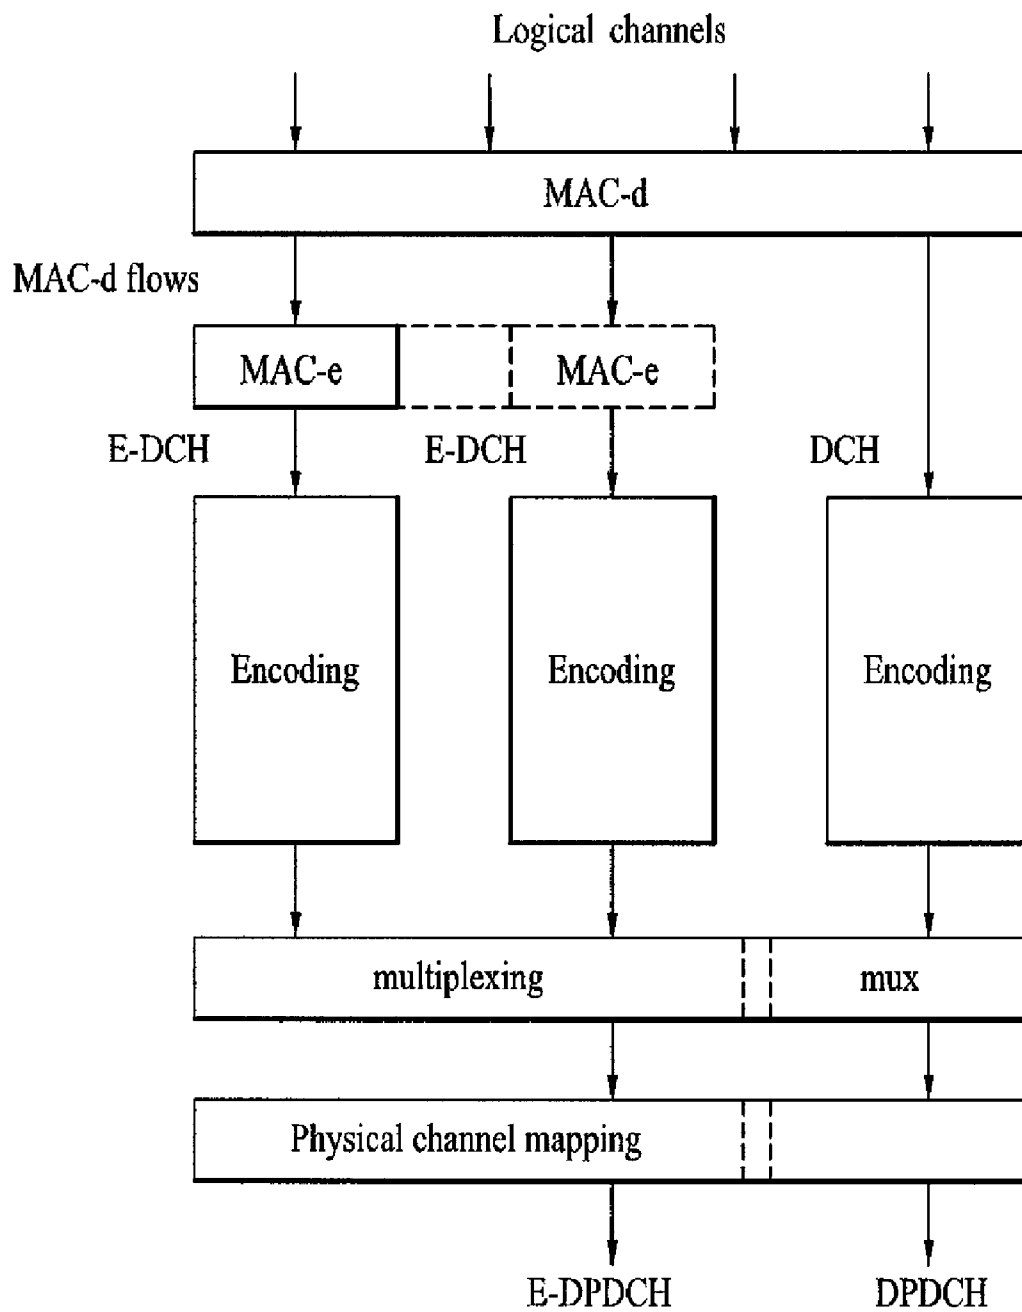 Logical channels
MAC-d
MAC-d flows
MAC-e MAC-e
E-DCH E-DCH DCH
Encoding Encoding Encoding
multiplexing mux
Physical channel mapping
E-DPDCH DPDCH